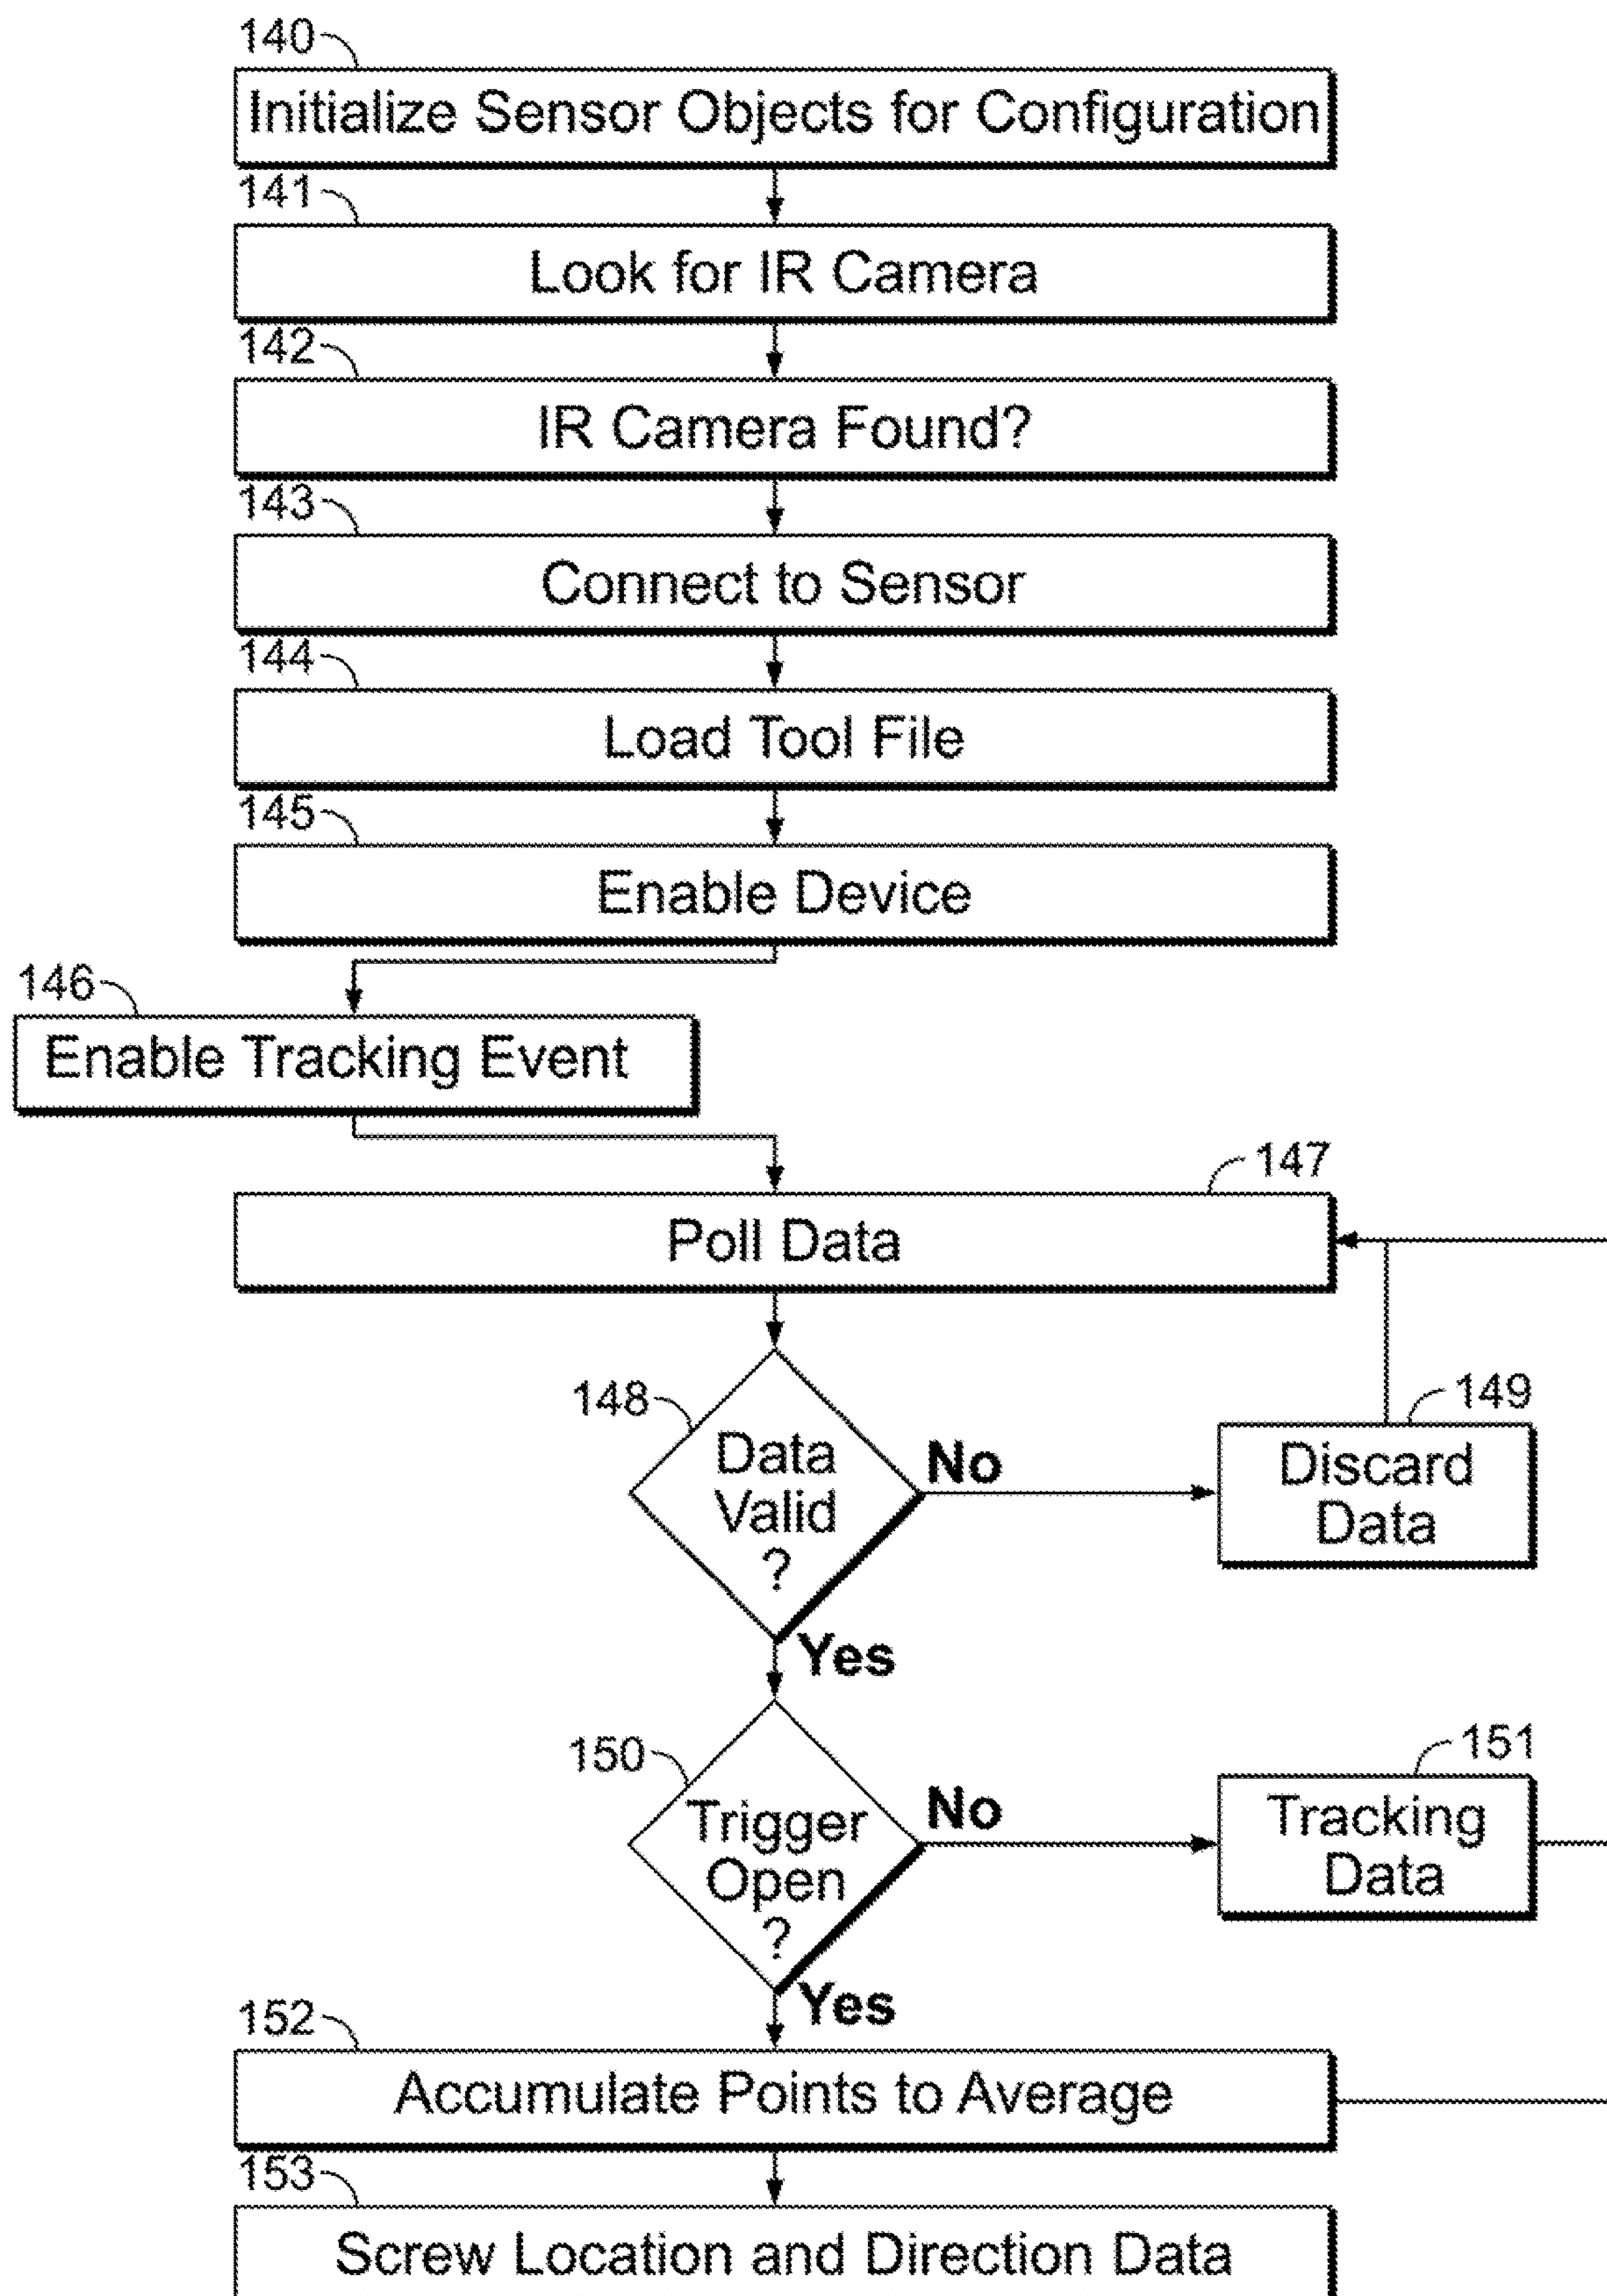 140
Initialize Sensor Objects for Configuration
141
Look for IR Camera
142
IR Camera Found?
143
Connect to Sensor
144
Load Tool File
145
Enable Device
146
Enable Tracking Event
147
Poll Data
148
Data
Valid
?
No
149
Discard
Data
Yes
150
Trigger
Open
?
No
151
Tracking
Data
Yes
152
Accumulate Points to Average
153
Screw Location and Direction Data